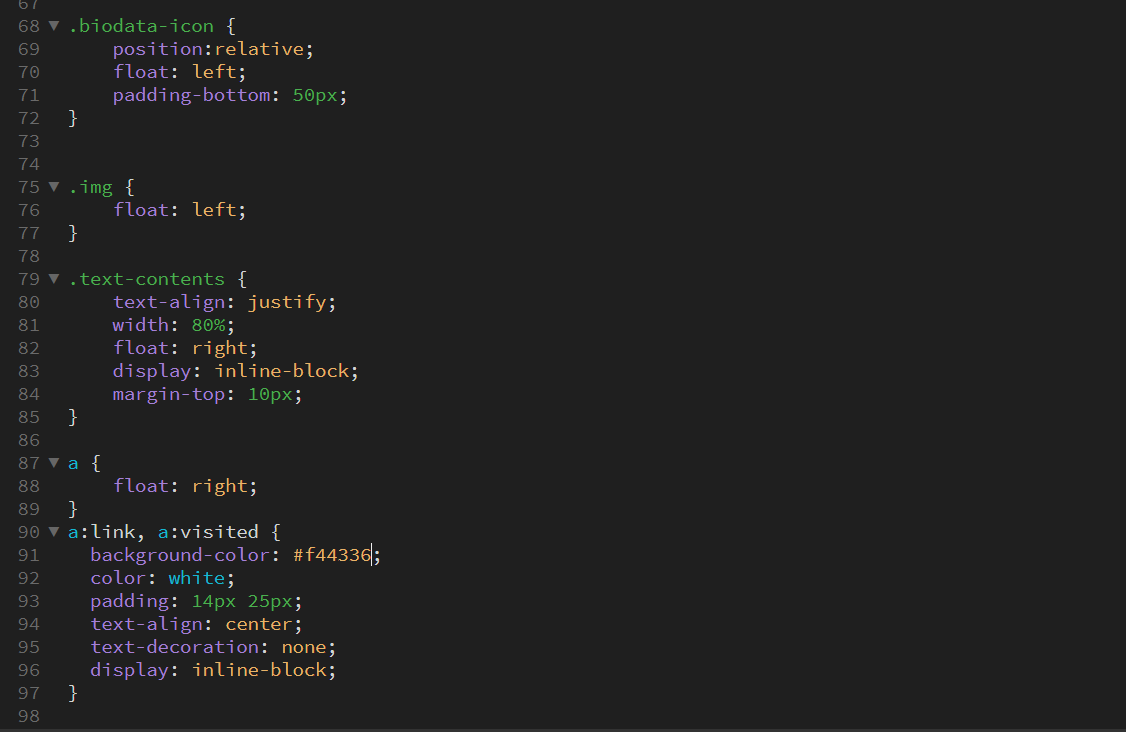 67
68 ▼ .biodata-icon {
69     position:relative;
70     float: left;
71     padding-bottom: 50px;
72 }
73
74
75 ▼ .img {
76     float: left;
77 }
78
79 ▼ .text-contents {
80     text-align: justify;
81     width: 80%;
82     float: right;
83     display: inline-block;
84     margin-top: 10px;
85 }
86
87 ▼ a {
88     float: right;
89 }
90 ▼ a:link, a:visited {
91   background-color: #f44336;
92   color: white;
93   padding: 14px 25px;
94   text-align: center;
95   text-decoration: none;
96   display: inline-block;
97 }
98